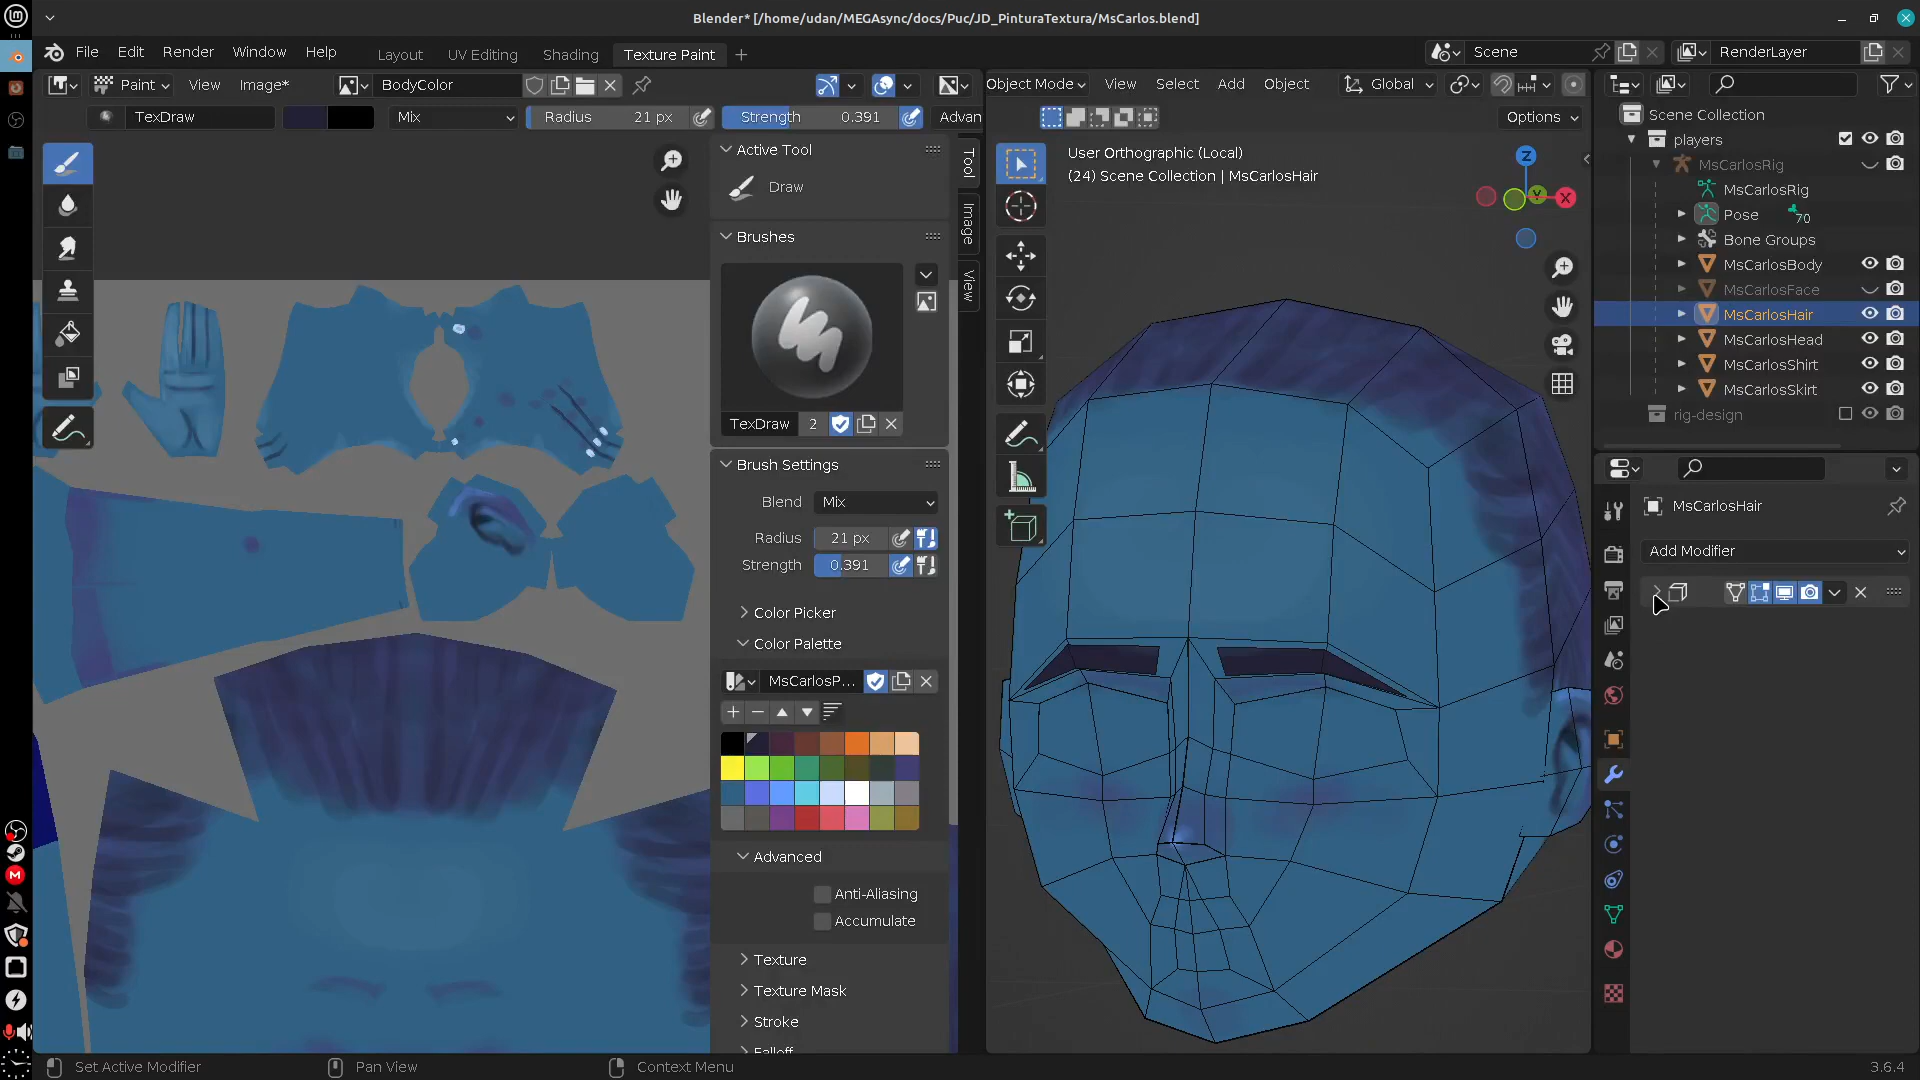 Blender* [/home/udan/MEGAsync/docs/Puc/JD_PinturaTextura/MsCarlos.blend]
File Edit Render Window Help Layout UV Editing Shading Texture Paint + Scene RenderLayer
Paint View Image* BodyColor
TexDraw Mix Radius 21 px Strength 0.391 Advan
Active Tool
Draw
Brushes
TexDraw 2
Brush Settings
Blend Mix
Radius 21 px
Strength 0.391
Color Picker
Color Palette
MsCarlosP...
Advanced
Anti-Aliasing
Accumulate
Texture
Texture Mask
Stroke
Falloff
Tool
Image
View
Object Mode View Select Add Object Global
Options
User Orthographic (Local)
(24) Scene Collection | MsCarlosHair
Z
Y
X
Scene Collection
players
MsCarlosRig
MsCarlosRig
Pose 70
Bone Groups
MsCarlosBody
MsCarlosFace
MsCarlosHair
MsCarlosHead
MsCarlosShirt
MsCarlosSkirt
rig-design
MsCarlosHair
Add Modifier
Set Active Modifier Pan View Context Menu 3.6.4